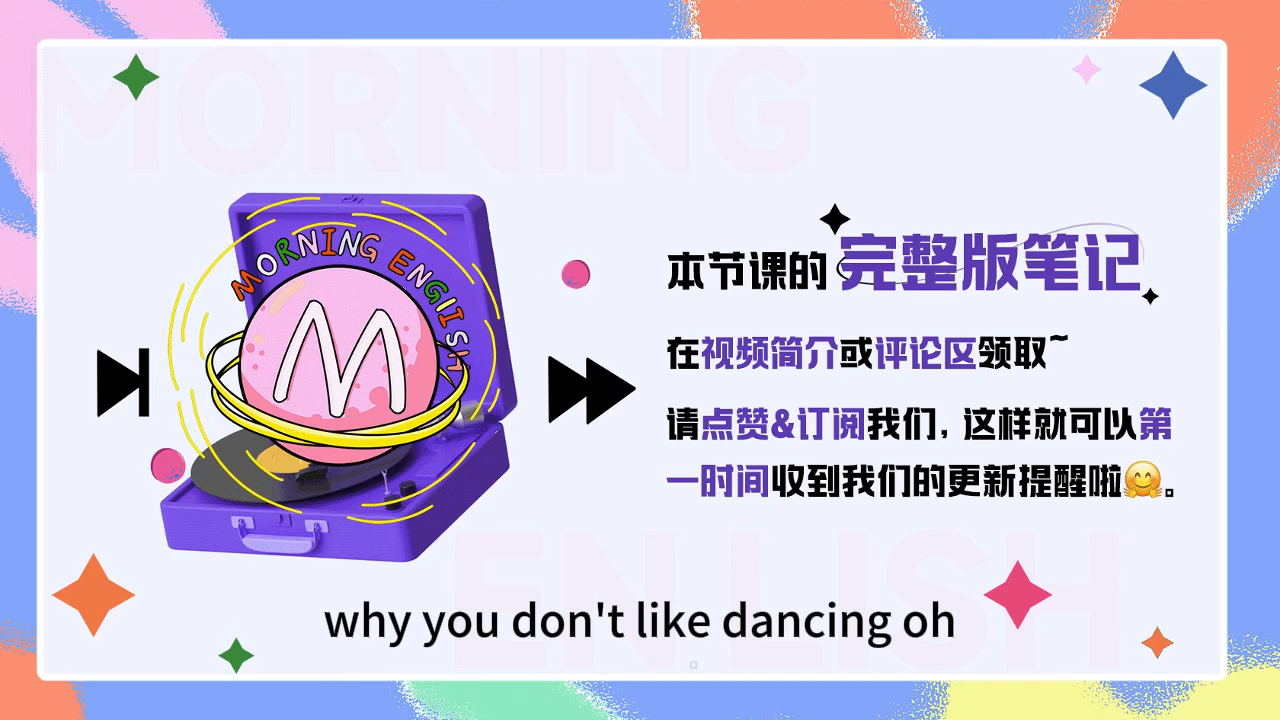 MORNING
MORNING ENGlISH
M
本节课的 完整版笔记
在视频简介或评论区领取~
请点赞&订阅我们, 这样就可以第
一时间收到我们的更新提醒啦🤗。
EN LISH
why you don't like dancing oh